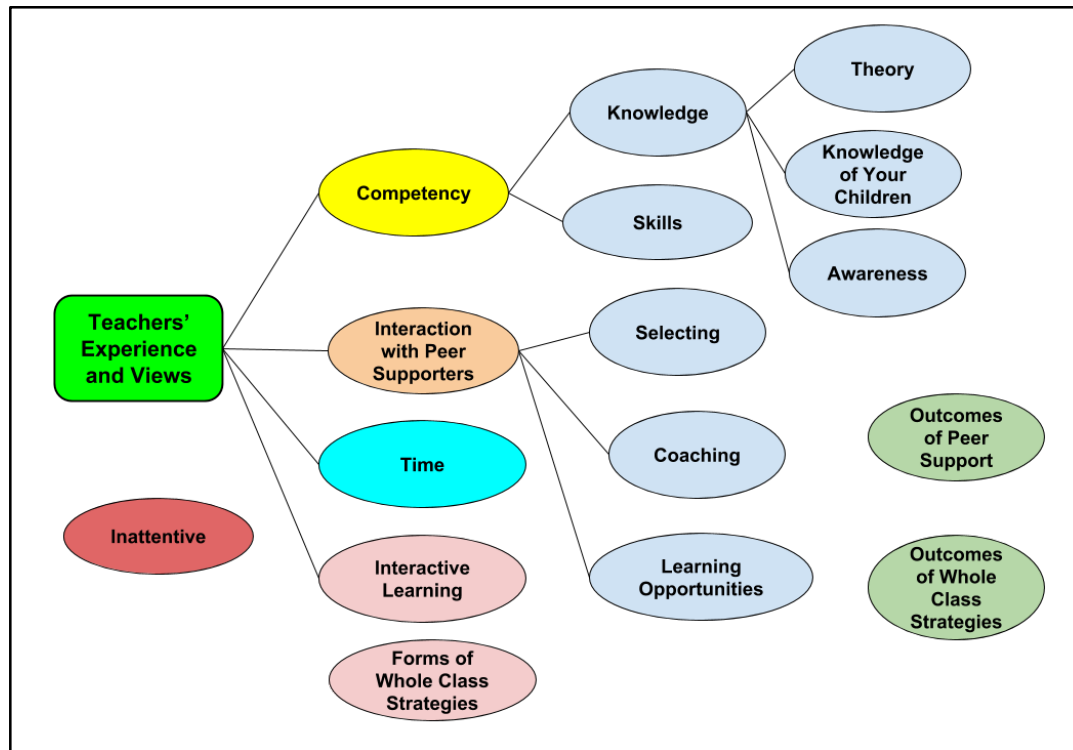 Theory
Knowledge
Knowledge
of Your
Children
Competency
Skills
Awareness
Teachers'
Experience
and Views
Interaction
with Peer
Supporters
Selecting
Outcomes
of Peer
Support
Coaching
Time
Inattentive
Interactive
Learning
Learning
Opportunities
Outcomes
of Whole
Class
Strategies
Forms of
Whole Class
Strategies